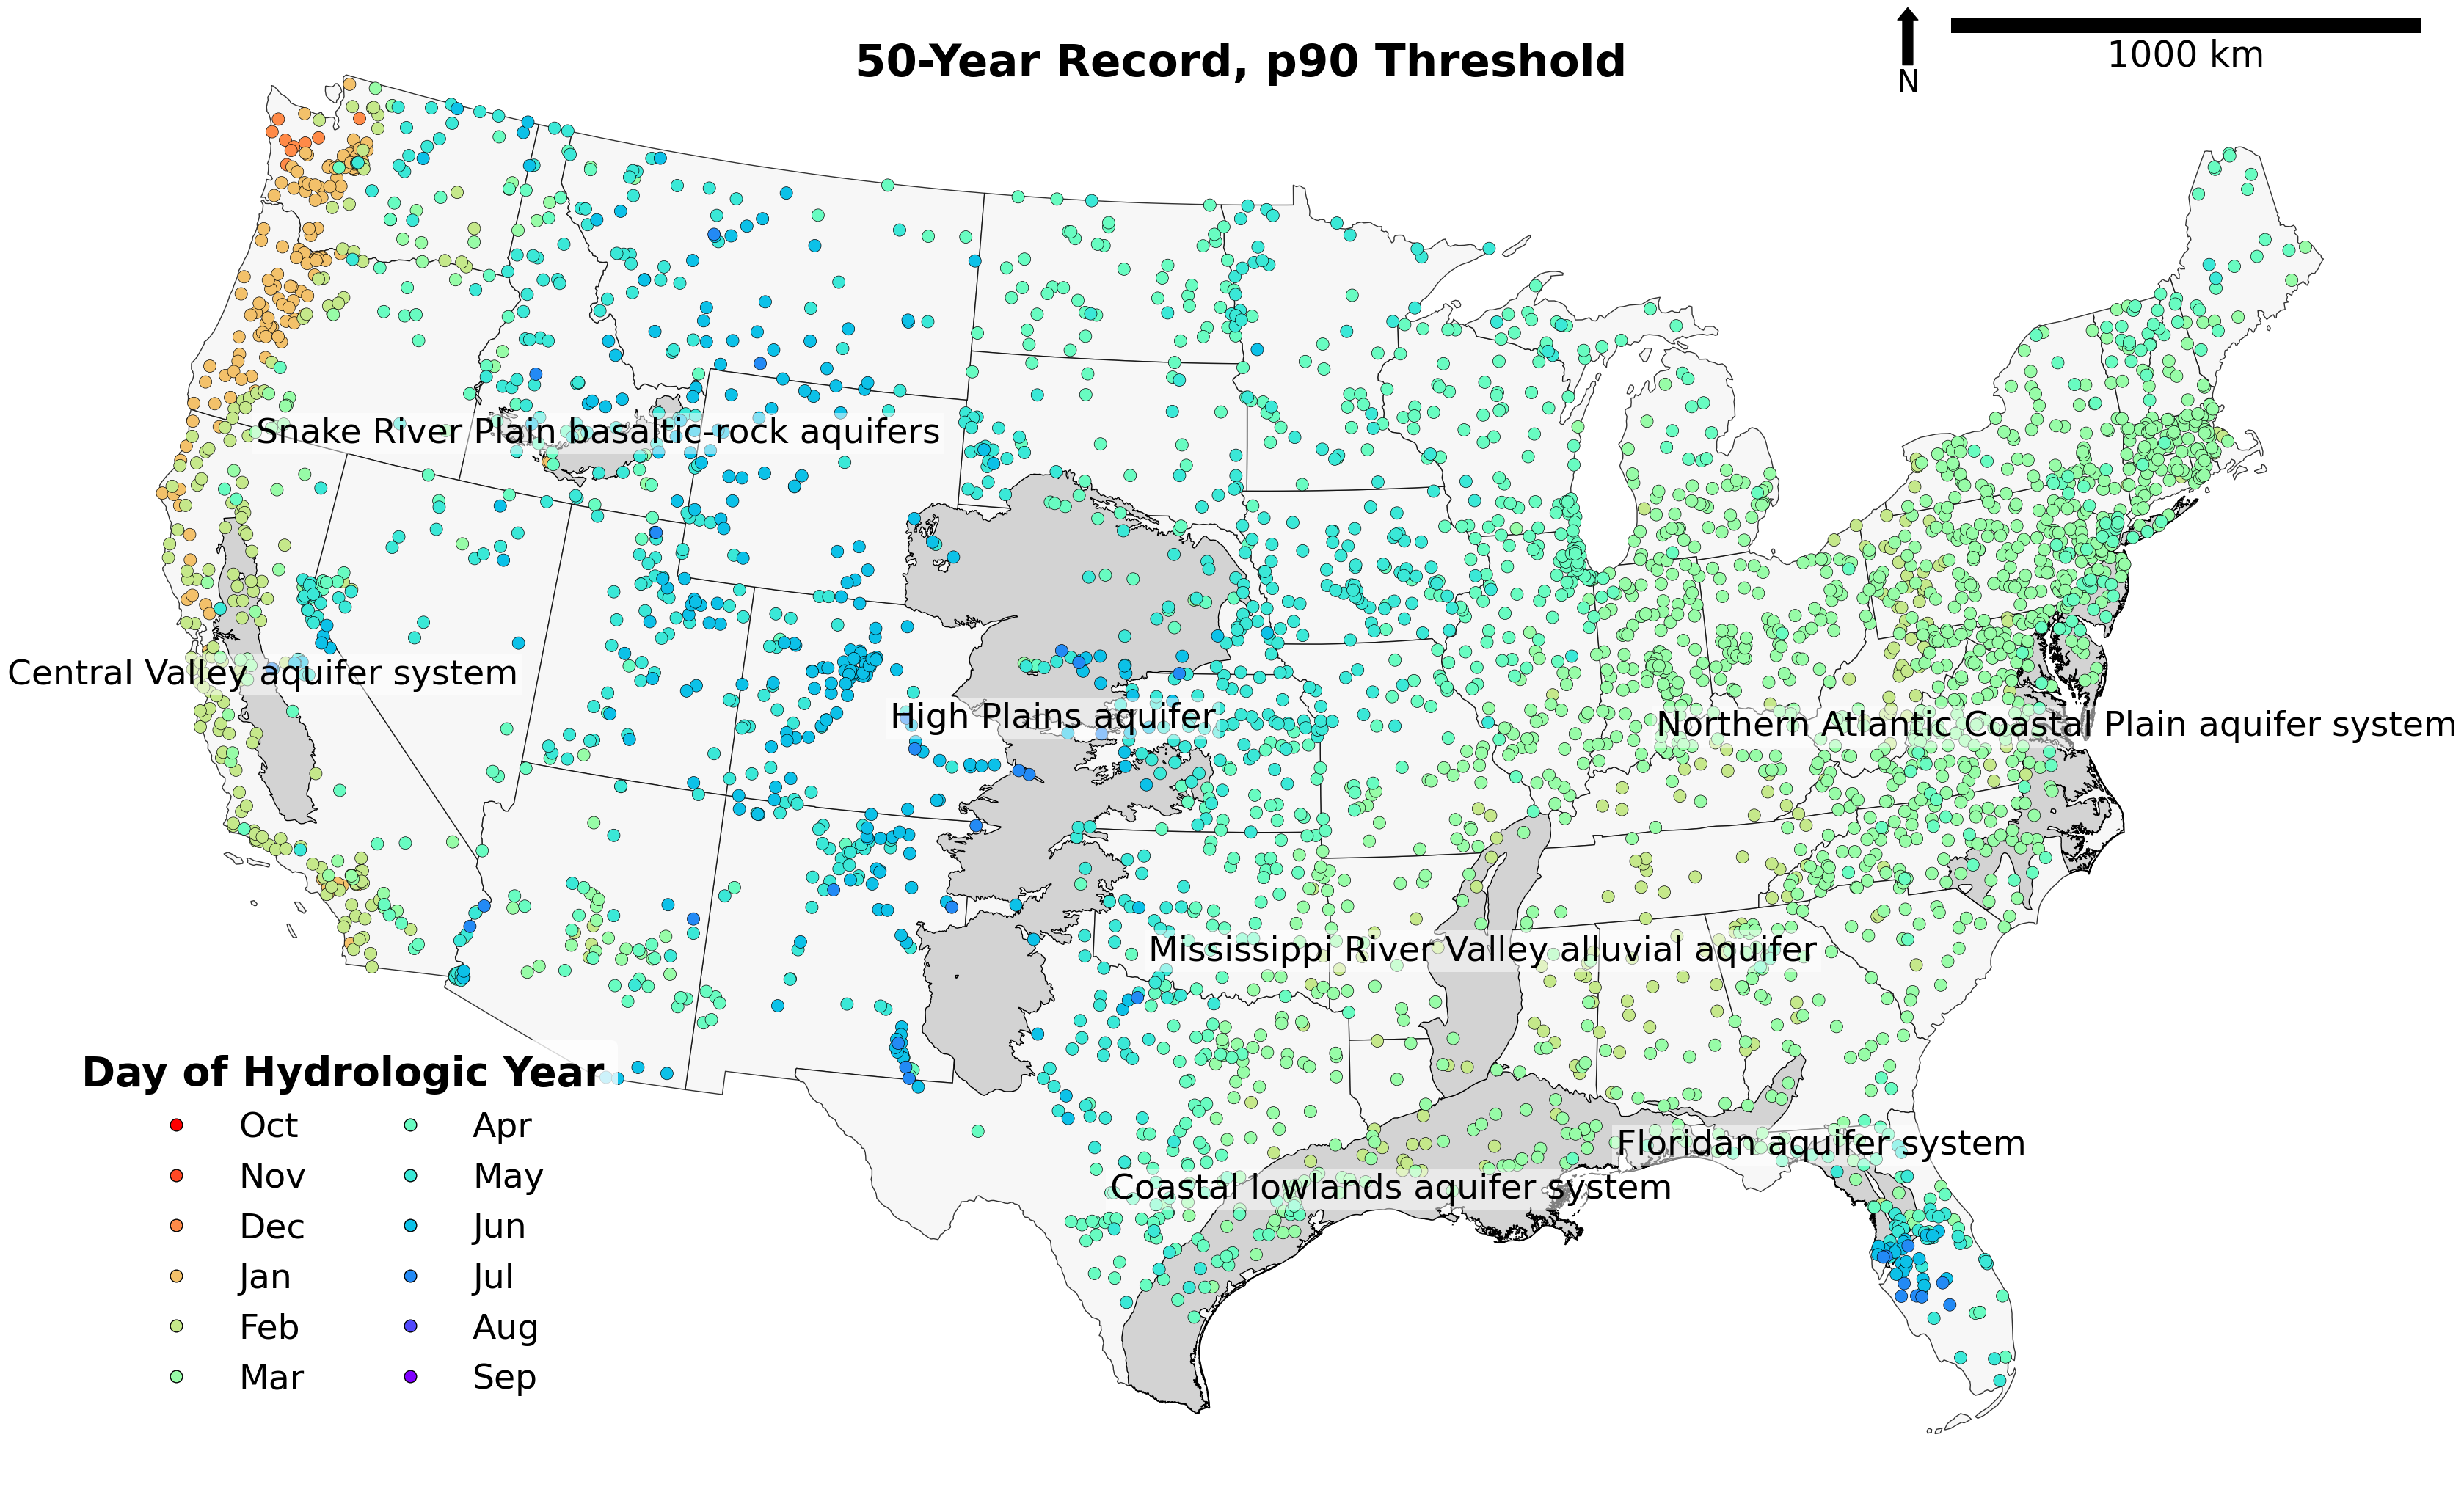 50-Year Record, p90 Threshold
N
1000 km
Snake River Plain basaltic-rock aquifers
Central Valley aquifer system
High Plains aquifer
Northern Atlantic Coastal Plain aquifer system
Mississippi River Valley alluvial aquifer
Floridan aquifer system
Coastal lowlands aquifer system
Day of Hydrologic Year
Oct
Nov
Dec
Jan
Feb
Mar
Apr
May
Jun
Jul
Aug
Sep